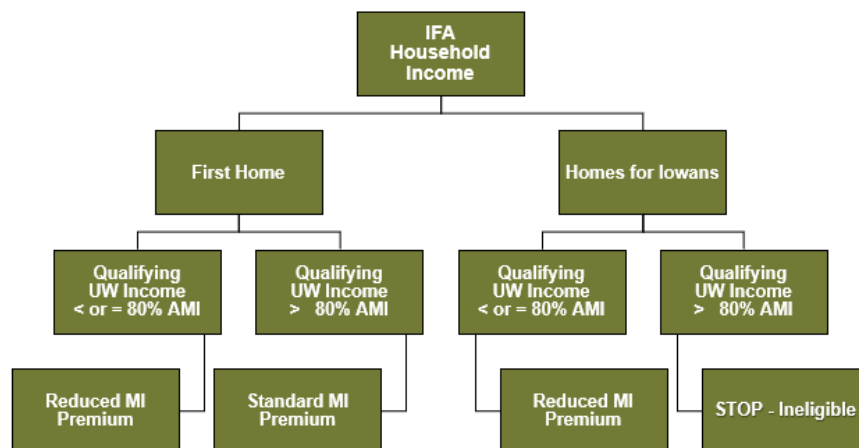 IFA
Household
Income
First Home
Homes for Iowans
Qualifying
UW Income
< or = 80% AMI
Qualifying
UW Income
> 80% AMI
Qualifying
UW Income
< or = 80% AMI
Qualifying
UW Income
> 80% AMI
Reduced MI
Premium
Standard MI
Premium
Reduced MI
Premium
STOP - Ineligible